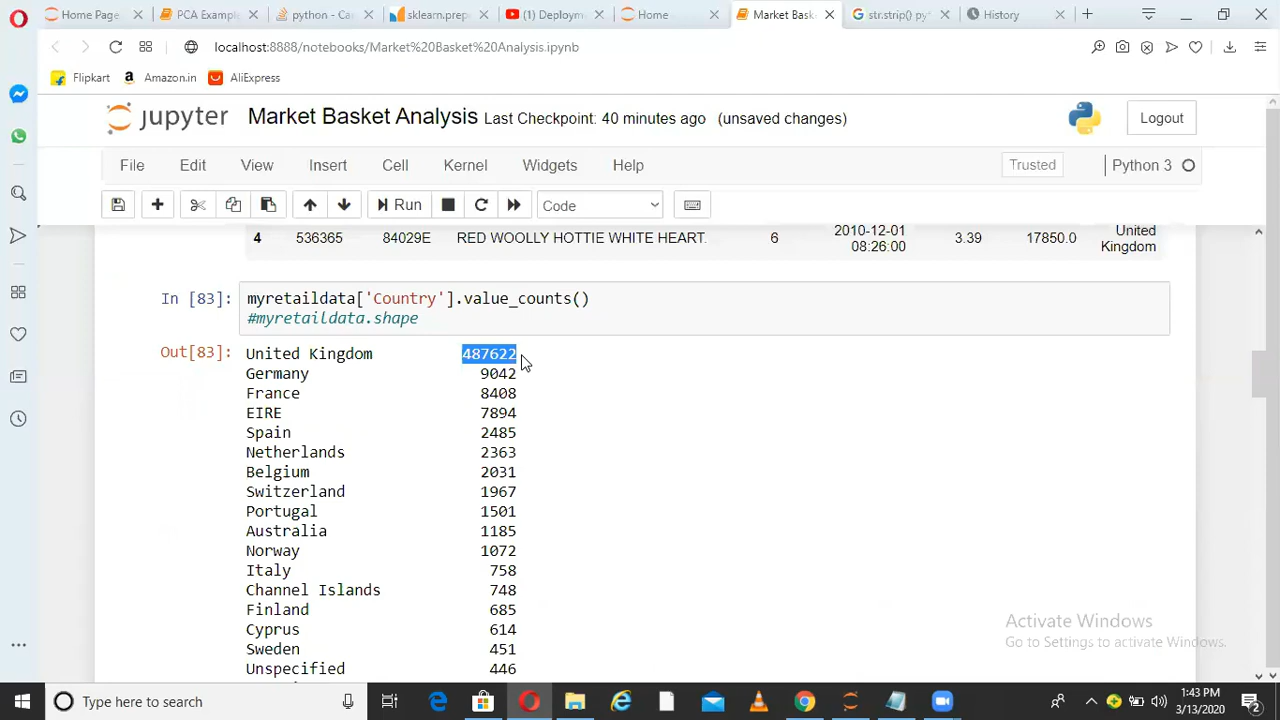 Home Page
PCA Example
python - Ca
sklearn.prep
(1) Deploym
Home
Market Bask
str.strip() py
History
localhost:8888/notebooks/Market%20Basket%20Analysis.ipynb
Flipkart
Amazon.in
AliExpress
jupyter Market Basket Analysis Last Checkpoint: 40 minutes ago (unsaved changes)
Logout
File Edit View Insert Cell Kernel Widgets Help
Trusted
Python 3
Run
Code
4 536365 84029E RED WOOLLY HOTTIE WHITE HEART. 6 2010-12-01 08:26:00 3.39 17850.0 United Kingdom
In [83]: myretaildata['Country'].value_counts()
#myretaildata.shape
Out[83]: United Kingdom 487622
Germany 9042
France 8408
EIRE 7894
Spain 2485
Netherlands 2363
Belgium 2031
Switzerland 1967
Portugal 1501
Australia 1185
Norway 1072
Italy 758
Channel Islands 748
Finland 685
Cyprus 614
Sweden 451
Unspecified 446
Activate Windows
Go to Settings to activate Windows.
Type here to search
1:43 PM
3/13/2020
2